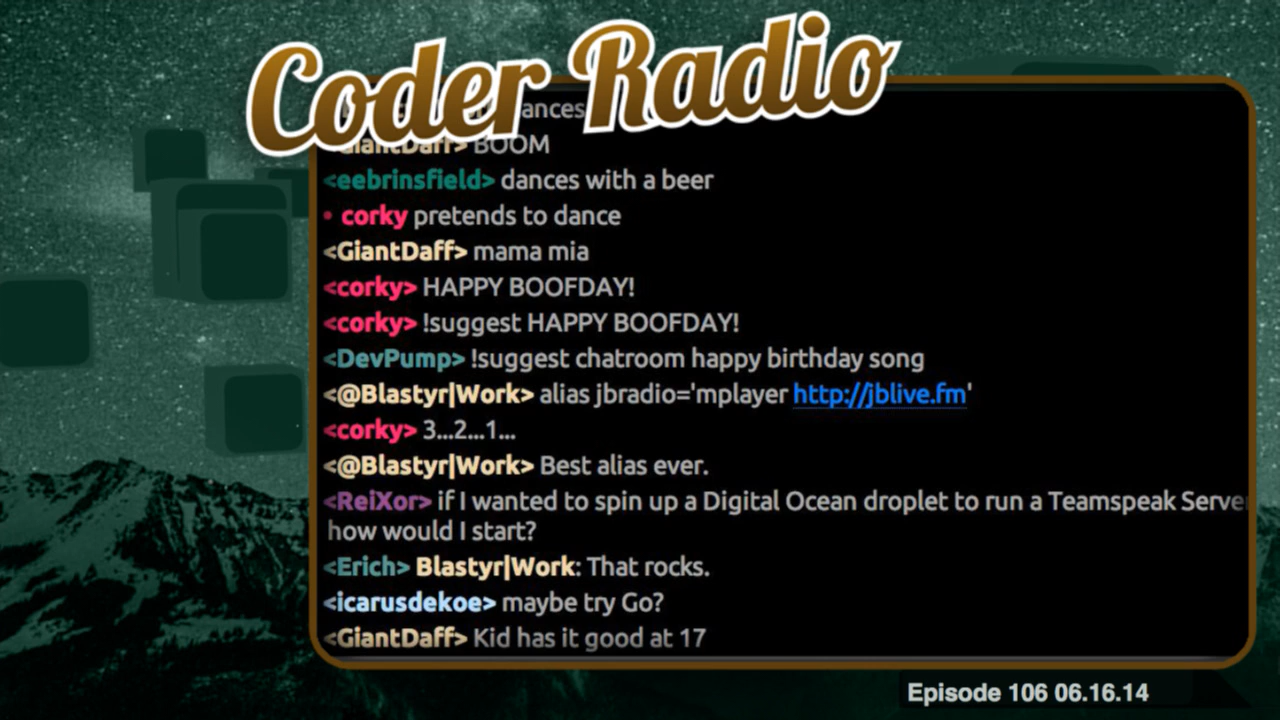 Coder Radio
ances
<GiantDaff> BOOM
<eebrinsfield> dances with a beer
• corky pretends to dance
<GiantDaff> mama mia
<corky> HAPPY BOOFDAY!
<corky> !suggest HAPPY BOOFDAY!
<DevPump> !suggest chatroom happy birthday song
<@Blastyr|Work> alias jbradio='mplayer http://jblive.fm'
<corky> 3...2...1...
<@Blastyr|Work> Best alias ever.
<ReiXor> if I wanted to spin up a Digital Ocean droplet to run a Teamspeak Server
how would I start?
<Erich> Blastyr|Work: That rocks.
<icarusdekoe> maybe try Go?
<GiantDaff> Kid has it good at 17
Episode 106 06.16.14